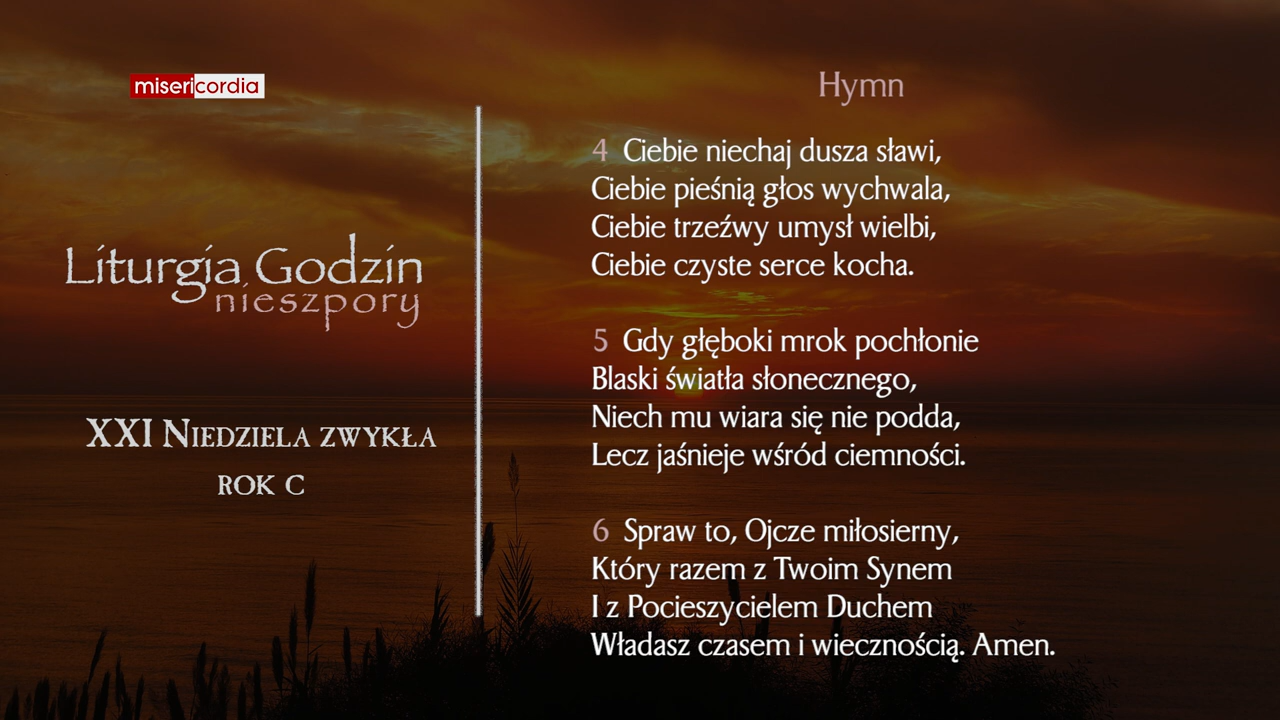 misericordia
Liturgia Godzin
nieszpory
XXI Niedziela zwykła
rok C
Hymn
4 Ciebie niechaj dusza sławi,
Ciebie pieśnią głos wychwala,
Ciebie trzeźwy umysł wielbi,
Ciebie czyste serce kocha.
5 Gdy głęboki mrok pochłonie
Blaski światła słonecznego,
Niech mu wiara się nie podda,
Lecz jaśnieje wśród ciemności.
6 Spraw to, Ojcze miłosierny,
Który razem z Twoim Synem
I z Pocieszycielem Duchem
Władasz czasem i wiecznością. Amen.